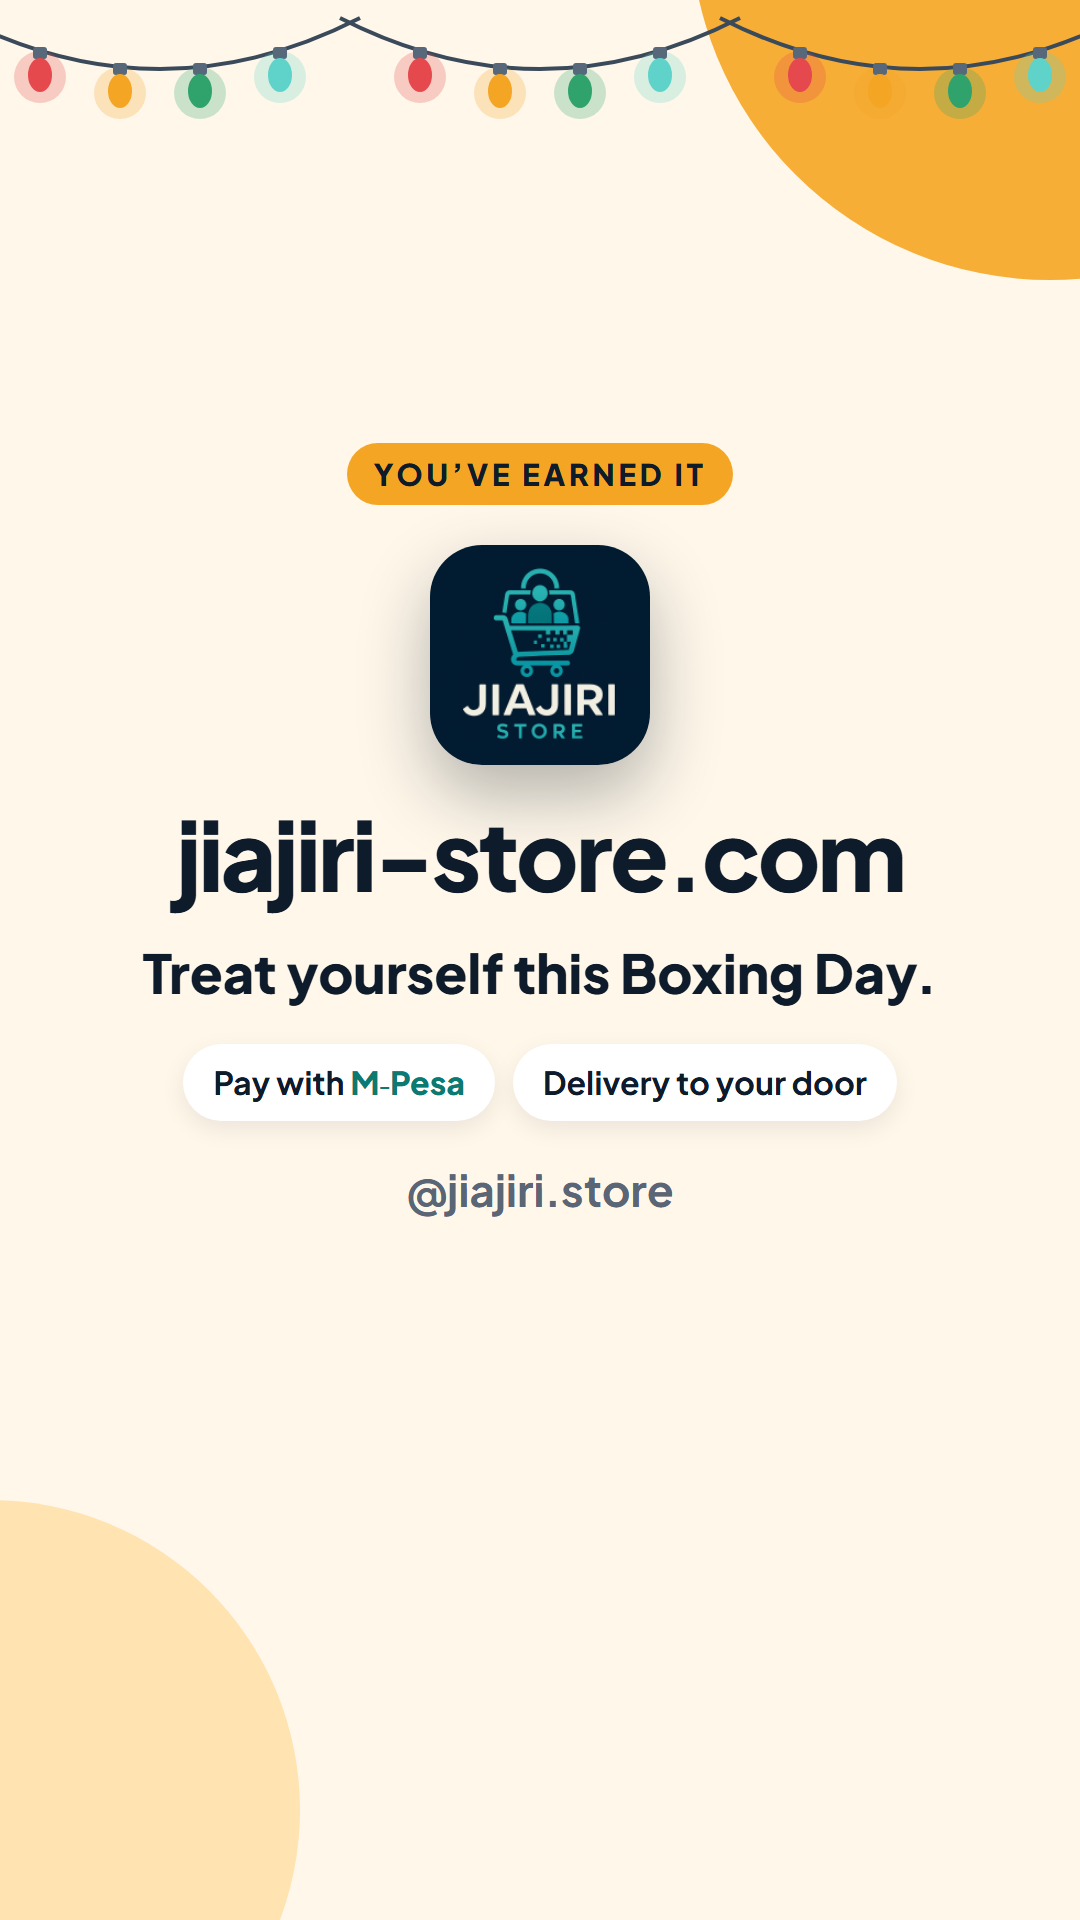 YOU’VE EARNED IT
JIAJIRI
STORE
jiajiri-store.com
Treat yourself this Boxing Day.
Pay with M-Pesa
Delivery to your door
@jiajiri.store